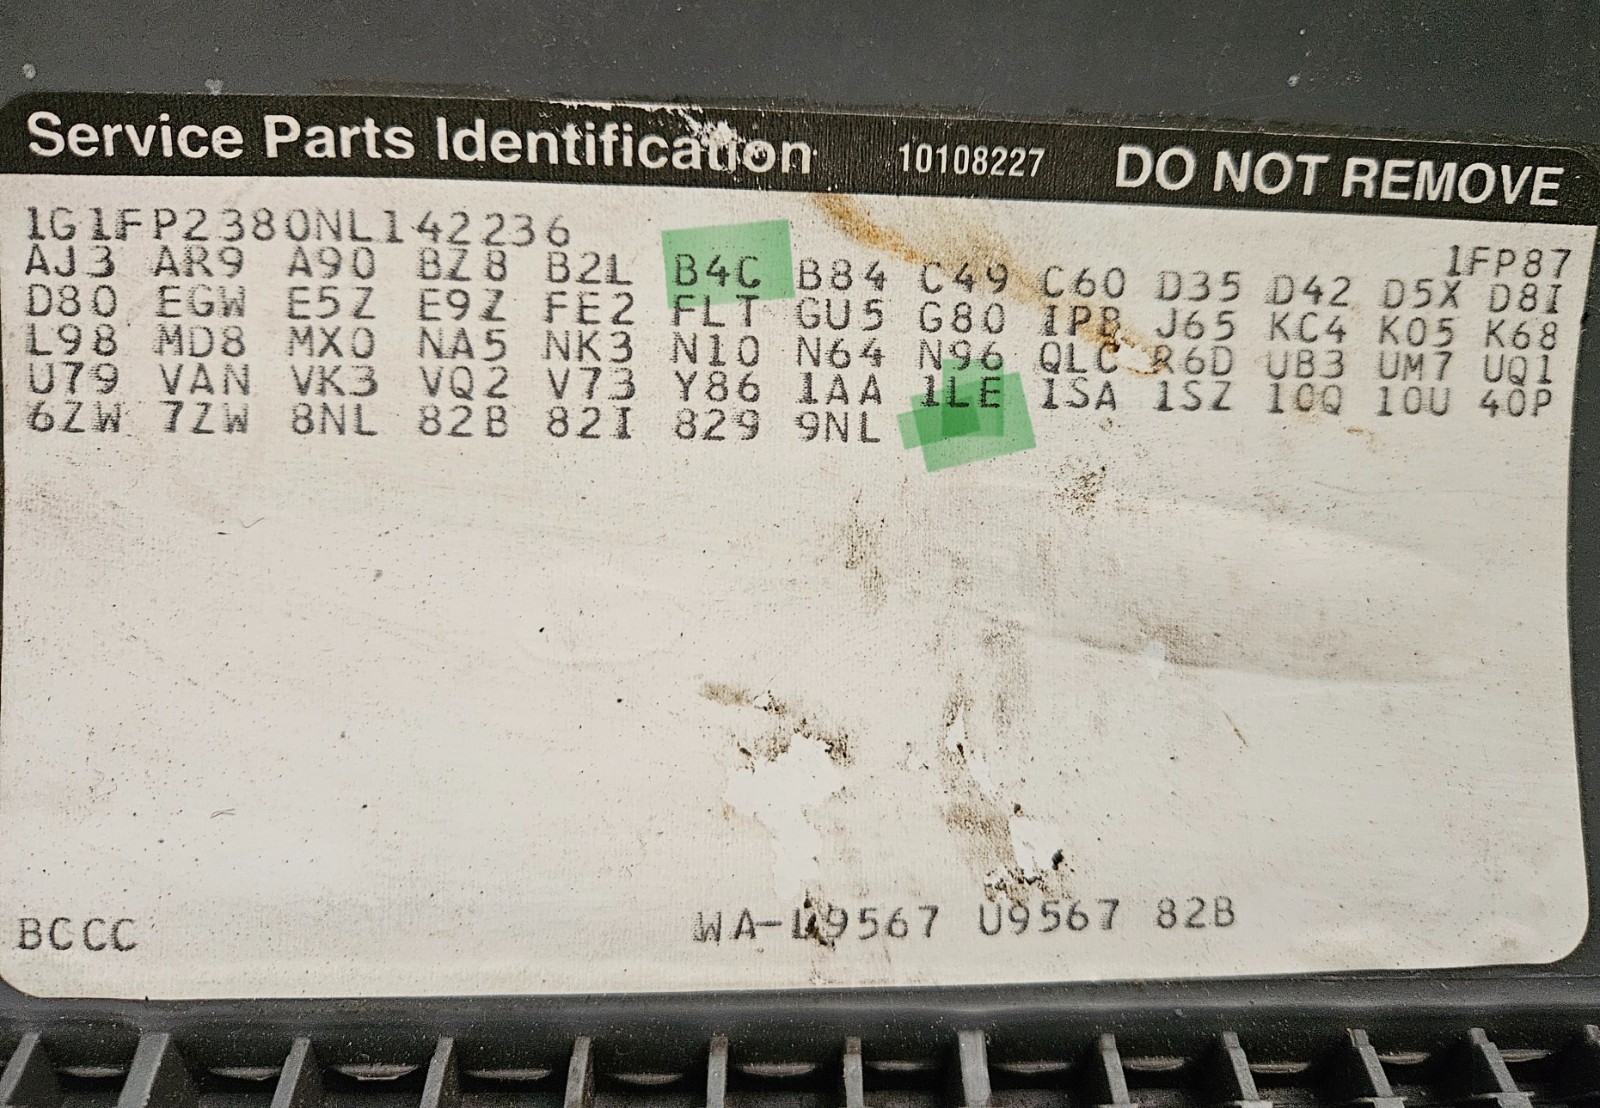 Service Parts Identification 10108227 DO NOT REMOVE
1G1FP2380NL142236 1FP87
AJ3 AR9 A90 BZ8 B2L B4C B84 C49 C60 D35 D42 D5X D8I
D80 EGW E5Z E9Z FE2 FLT GU5 G80 IPB J65 KC4 K05 K68
L98 MD8 MX0 NA5 NK3 N10 N64 N96 QLC R6D UB3 UM7 UQ1
U79 VAN VK3 VQ2 V73 Y86 1AA 1LE 1SA 1SZ 10Q 10U 40P
6ZW 7ZW 8NL 82B 82I 829 9NL
BCCC WA-L9567 U9567 82B